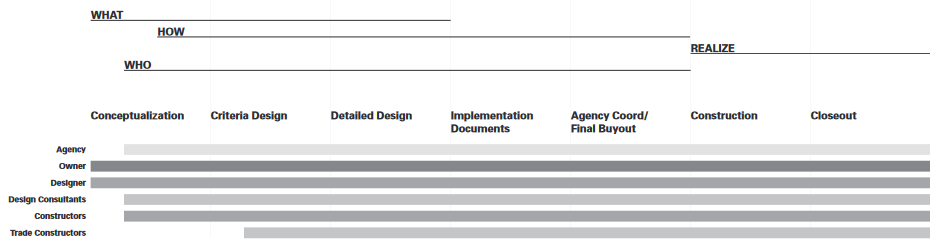 WHAT
HOW
REALIZE
WHO
Conceptualization
Criteria Design
Detailed Design
Implementation
Documents
Agency Coord/
Final Buyout
Construction
Closeout
Agency
Owner
Designer
Design Consultants
Constructors
Trade Constructors